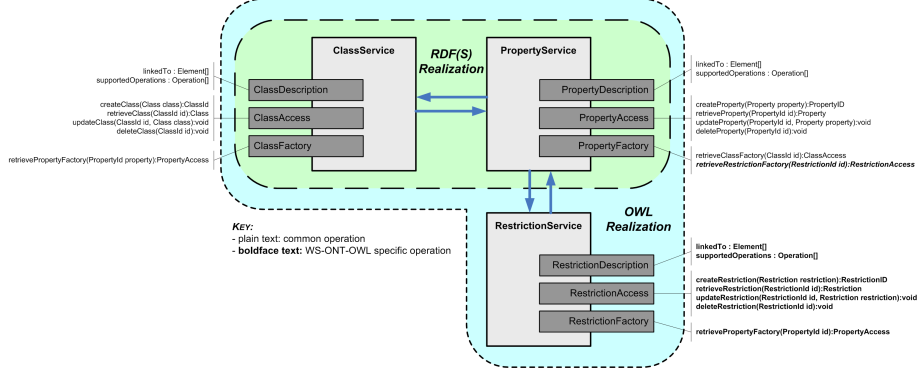 ClassService
RDF(S)
Realization
PropertyService
linkedTo : Element[]
supportedOperations : Operation[]
ClassDescription
createClass(Class class):ClassId
retrieveClass(ClassId id):Class
updateClass(ClassId id, Class class):void
deleteClass(ClassId id):void
ClassAccess
retrievePropertyFactory(PropertyId property):PropertyAccess
ClassFactory
PropertyDescription
linkedTo : Element[]
supportedOperations : Operation[]
PropertyAccess
createProperty(Property property):PropertyID
retrieveProperty(PropertyId id):Property
updateProperty(PropertyId id, Property property):void
deleteProperty(PropertyId id):void
PropertyFactory
retrieveClassFactory(ClassId id):ClassAccess
retrieveRestrictionFactory(RestrictionId id):RestrictionAccess
KEY:
- plain text: common operation
- boldface text: WS-ONT-OWL specific operation
RestrictionService
OWL
Realization
RestrictionDescription
linkedTo : Element[]
supportedOperations : Operation[]
RestrictionAccess
createRestriction(Restriction restriction):RestrictionID
retrieveRestriction(RestrictionId id):Restriction
updateRestriction(RestrictionId id, Restriction restriction):void
deleteRestriction(RestrictionId id):void
RestrictionFactory
retrievePropertyFactory(PropertyId id):PropertyAccess